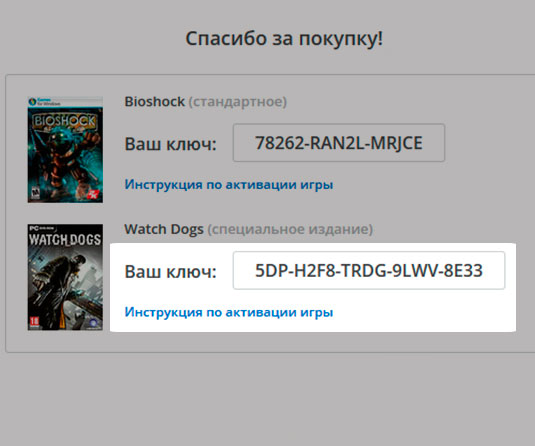 Спасибо за покупку!
Games
for Windows
BIOSHOCK
Bioshock (стандартное)
Ваш ключ: 78262-RAN2L-MRJCE
Инструкция по активации игры
PC
WATCH DOGS
18
Watch Dogs (специальное издание)
Ваш ключ: 5DP-H2F8-TRDG-9LWV-8E33
Инструкция по активации игры